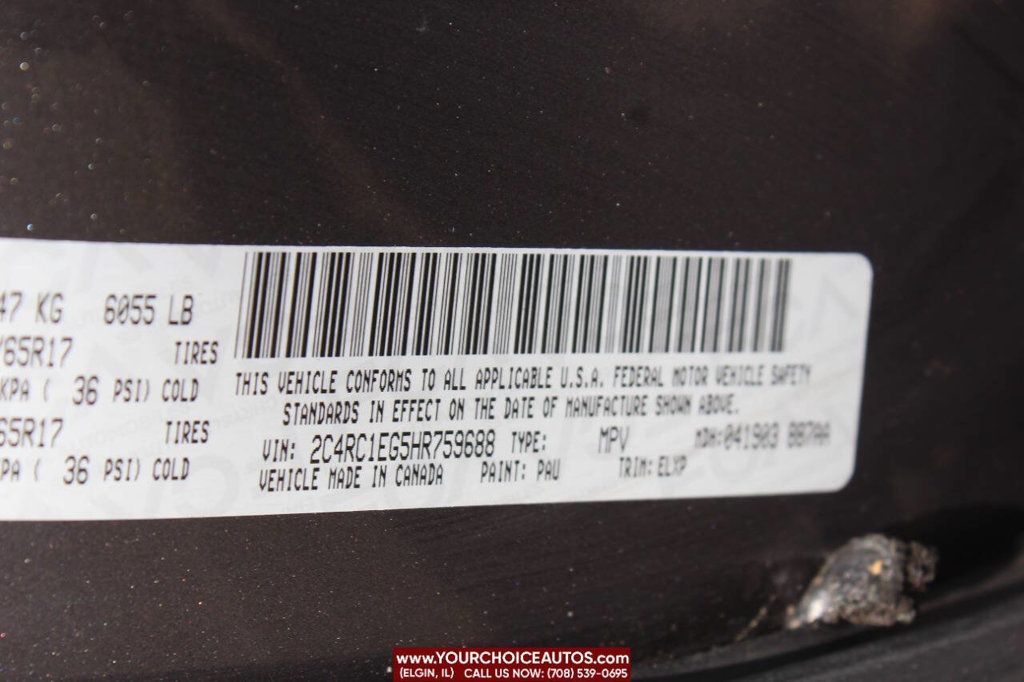 47 KG 6055 LB
65R17 TIRES
KPA ( 36 PSI) COLD
65R17 TIRES
PA ( 36 PSI) COLD
THIS VEHICLE CONFORMS TO ALL APPLICABLE U.S.A. FEDERAL MOTOR VEHICLE SAFETY
STANDARDS IN EFFECT ON THE DATE OF MANUFACTURE SHOWN ABOVE.
VIN: 2C4RC1EG5HR759688 TYPE: MPV MDH:041903 887AA
VEHICLE MADE IN CANADA PAINT: PAU TRIM: ELXP
www.YOURCHOICEAUTOS.com
(ELGIN, IL) CALL US NOW: (708) 539-0695